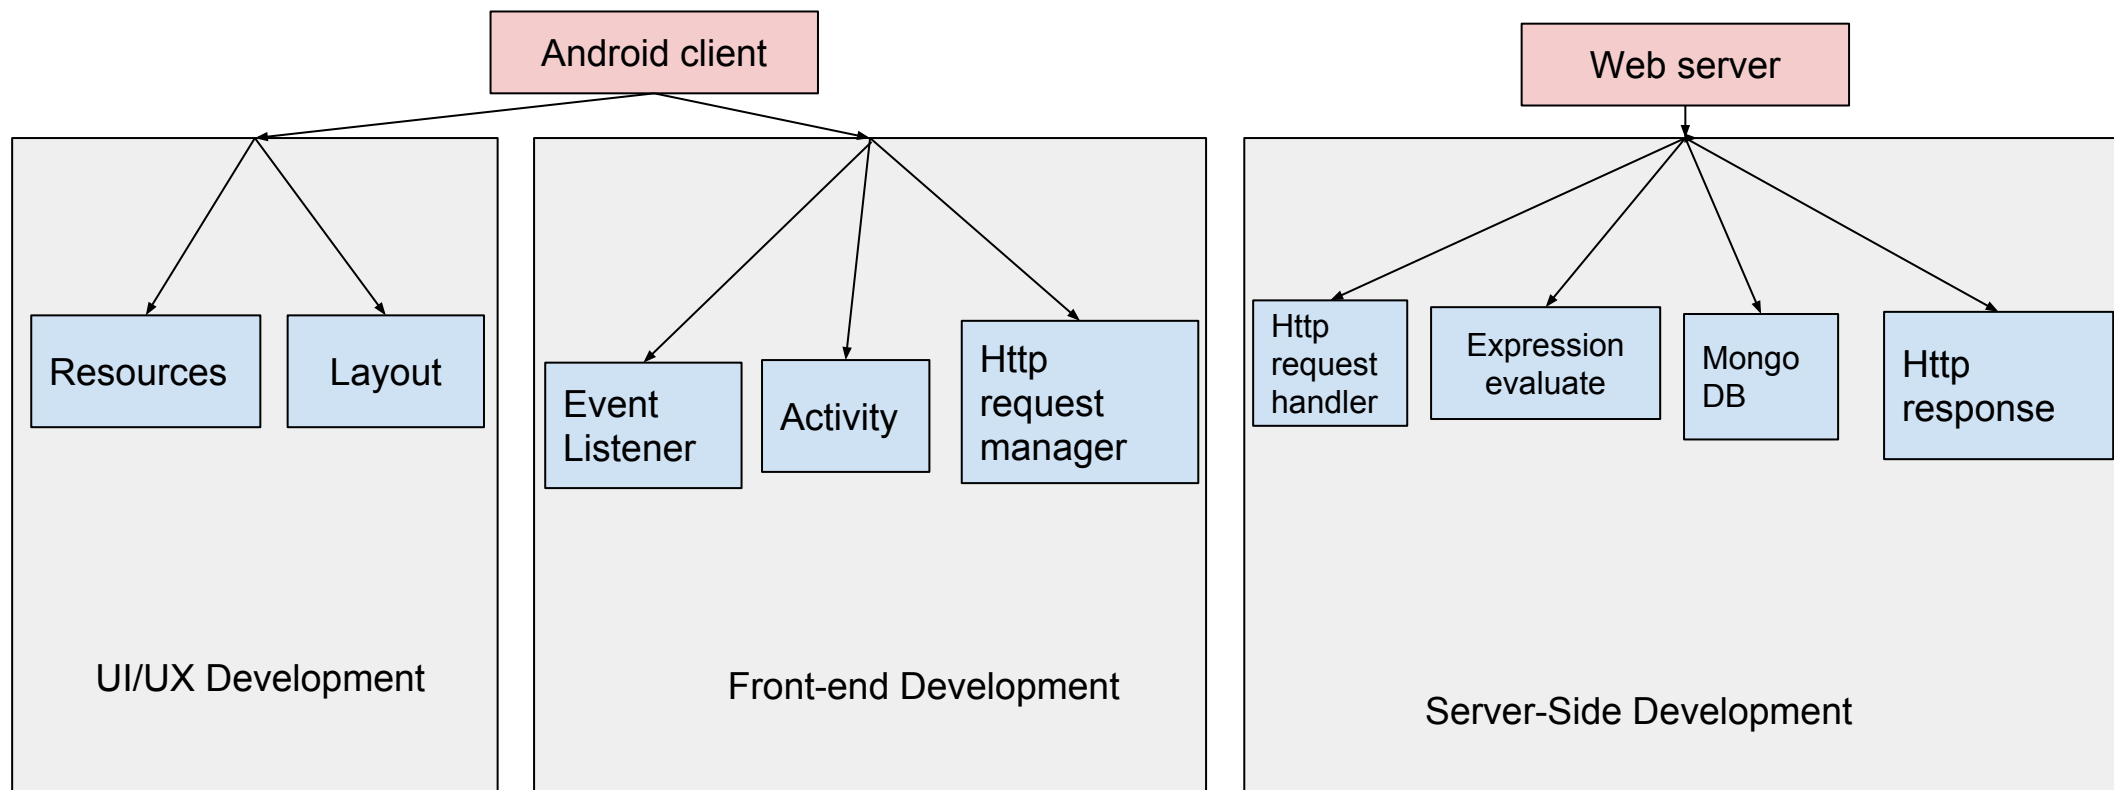 Android client
Web server
Resources
Layout
Event
Listener
Activity
Http
request
manager
Http
request
handler
Expression
evaluate
Mongo
DB
Http
response
UI/UX Development
Front-end Development
Server-Side Development